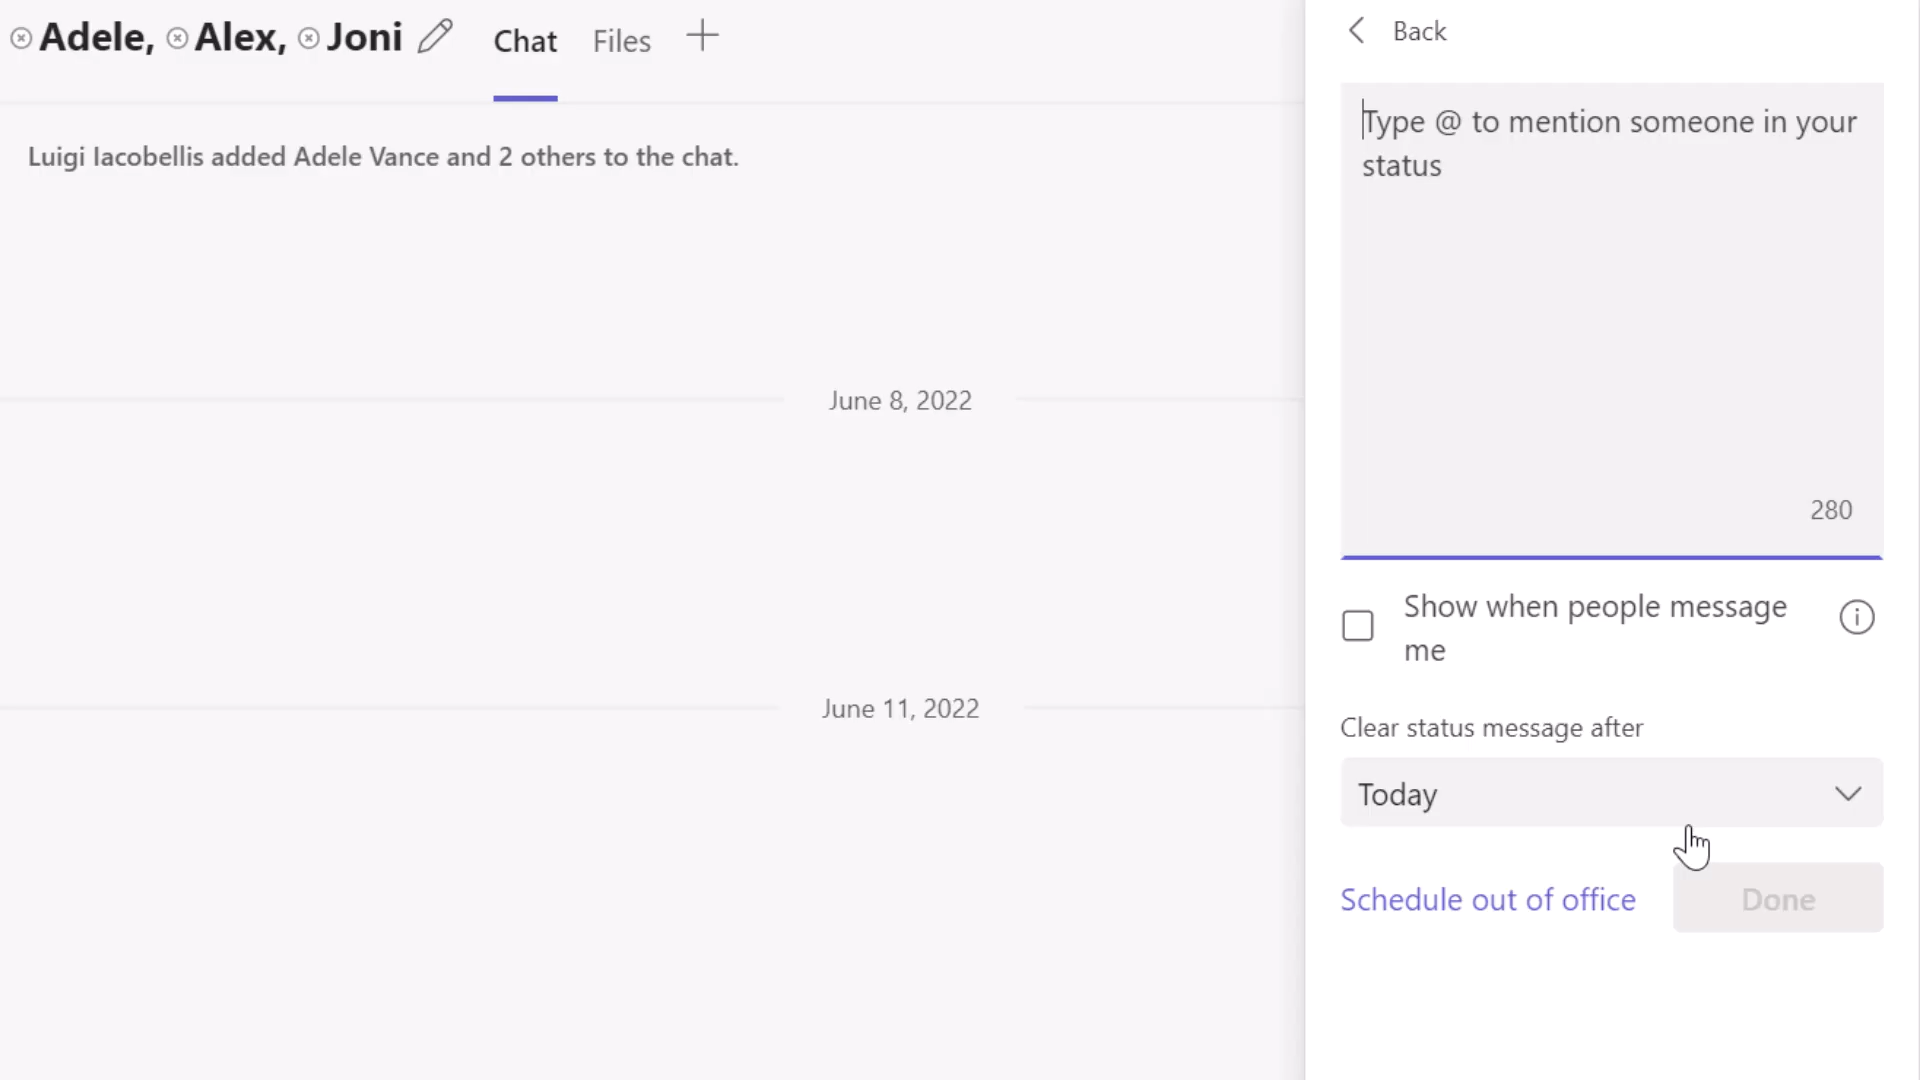 Adele, Alex, Joni Chat Files
Luigi Iacobellis added Adele Vance and 2 others to the chat.
June 8, 2022
June 11, 2022
Back
Type @ to mention someone in your
status
280
Show when people message
me
Clear status message after
Today
Schedule out of office
Done